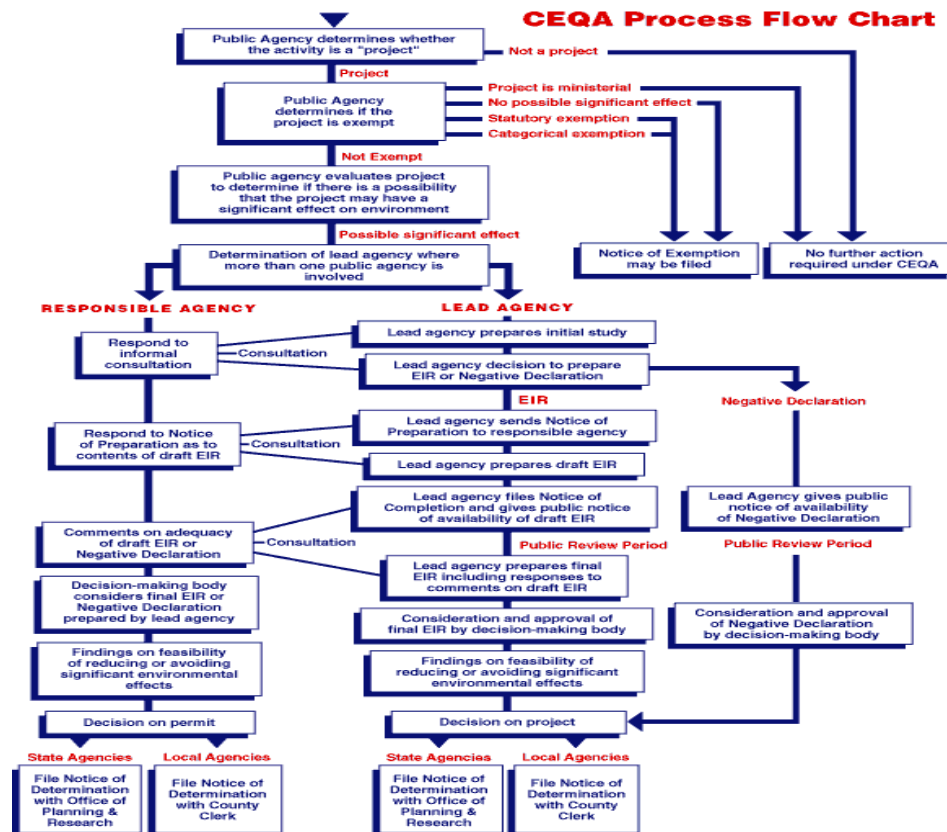 CEQA Process Flow Chart
Public Agency determines whether
the activity is a "project"
Not a project
Project
Public Agency
determines if the
project is exempt
Project is ministerial
No possible significant effect
Statutory exemption
Categorical exemption
Not Exempt
Public agency evaluates project
to determine if there is a possibility
that the project may have a
significant effect on environment
Possible significant effect
Determination of lead agency where
more than one public agency is
involved
Notice of Exemption
may be filed
No further action
required under CEQA
RESPONSIBLE AGENCY
LEAD AGENCY
Respond to
informal
consultation
Consultation
Lead agency prepares initial study
Lead agency decision to prepare
EIR or Negative Declaration
EIR
Negative Declaration
Respond to Notice
of Preparation as to
contents of draft EIR
Consultation
Lead agency sends Notice of
Preparation to responsible agency
Lead agency prepares draft EIR
Lead agency files Notice of
Completion and gives public notice
of availability of draft EIR
Lead Agency gives public
notice of availability
of Negative Declaration
Comments on adequacy
of draft EIR or
Negative Declaration
Consultation
Public Review Period
Public Review Period
Lead agency prepares final
EIR including responses to
comments on draft EIR
Decision-making body
considers final EIR or
Negative Declaration
prepared by lead agency
Consideration and approval of
final EIR by decision-making body
Consideration and approval
of Negative Declaration
by decision-making body
Findings on feasibility
of reducing or avoiding
significant environmental
effects
Findings on feasibility of
reducing or avoiding significant
environmental effects
Decision on permit
Decision on project
State Agencies
Local Agencies
State Agencies
Local Agencies
File Notice of
Determination
with Office of
Planning &
Research
File Notice of
Determination
with County
Clerk
File Notice of
Determination
with Office of
Planning &
Research
File Notice of
Determination
with County
Clerk